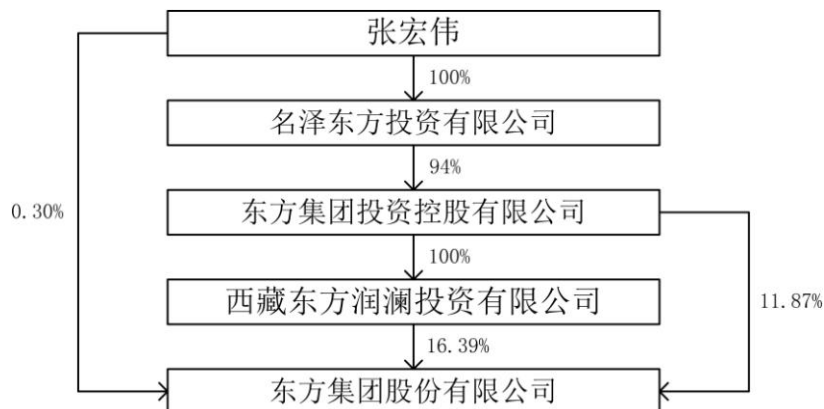 张宏伟
100%
名泽东方投资有限公司
94%
0.30%
东方集团投资控股有限公司
100%
西藏东方润澜投资有限公司
11.87%
16.39%
东方集团股份有限公司